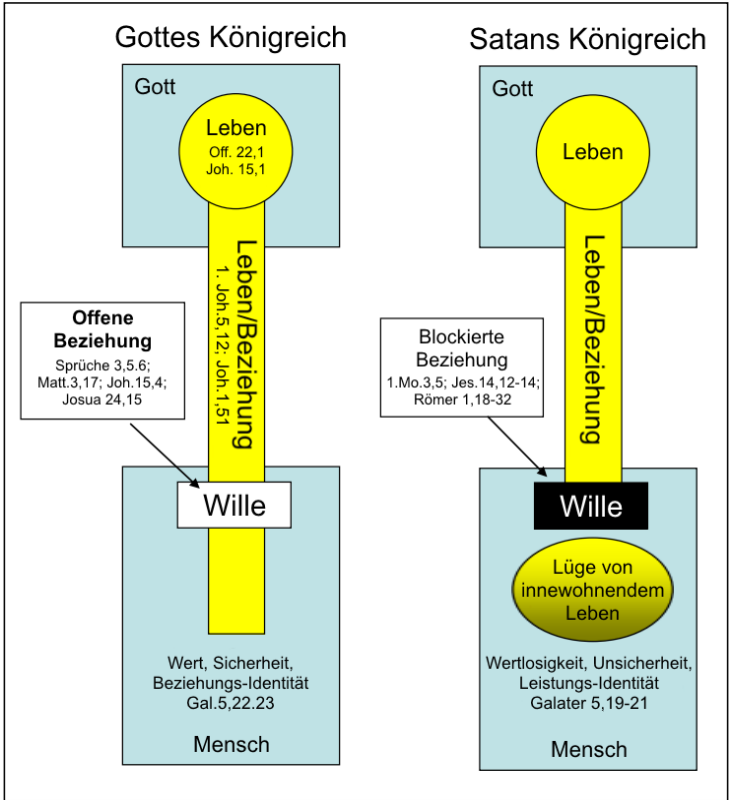 Gottes Königreich
Gott
Leben
Off. 22,1
Joh. 15,1
Leben/Beziehung
1. Joh.5,12; Joh.1,51
Offene
Beziehung
Sprüche 3,5.6;
Matt.3,17; Joh.15,4;
Josua 24,15
Wille
Wert, Sicherheit,
Beziehungs-Identität
Gal.5,22.23
Mensch
Satans Königreich
Gott
Leben
Leben/Beziehung
Blockierte
Beziehung
1.Mo.3,5; Jes.14,12-14;
Römer 1,18-32
Wille
Lüge von
innewohnendem
Leben
Wertlosigkeit, Unsicherheit,
Leistungs-Identität
Galater 5,19-21
Mensch